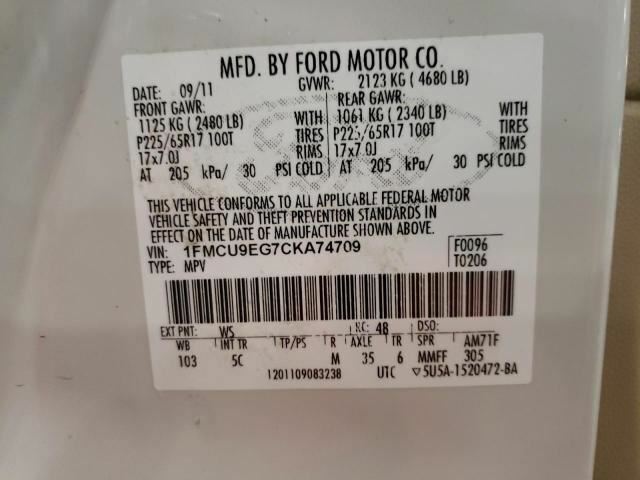 MFD. BY FORD MOTOR CO.
DATE: 09/11 GVWR: 2123 KG ( 4680 LB)
FRONT GAWR: REAR GAWR:
1125 KG ( 2480 LB) WITH 1061 KG ( 2340 LB) WITH
P225/65R17 100T TIRES P225/65R17 100T TIRES
17x7.0J RIMS 17x7.0J RIMS
AT 205 kPa/ 30 PSI COLD AT 205 kPa/ 30 PSI COLD
THIS VEHICLE CONFORMS TO ALL APPLICABLE FEDERAL MOTOR
VEHICLE SAFETY AND THEFT PREVENTION STANDARDS IN
EFFECT ON THE DATE OF MANUFACTURE SHOWN ABOVE.
VIN: 1FMCU9EG7CKA74709 F0096
TYPE: MPV T0206
EXT PNT: WS RC: 48 DSO:
WB INT TR TP/PS R AXLE TR SPR AM71F
103 5C M 35 6 MMFF 305
1201109083238 UTC ▽5U5A-1520472-BA